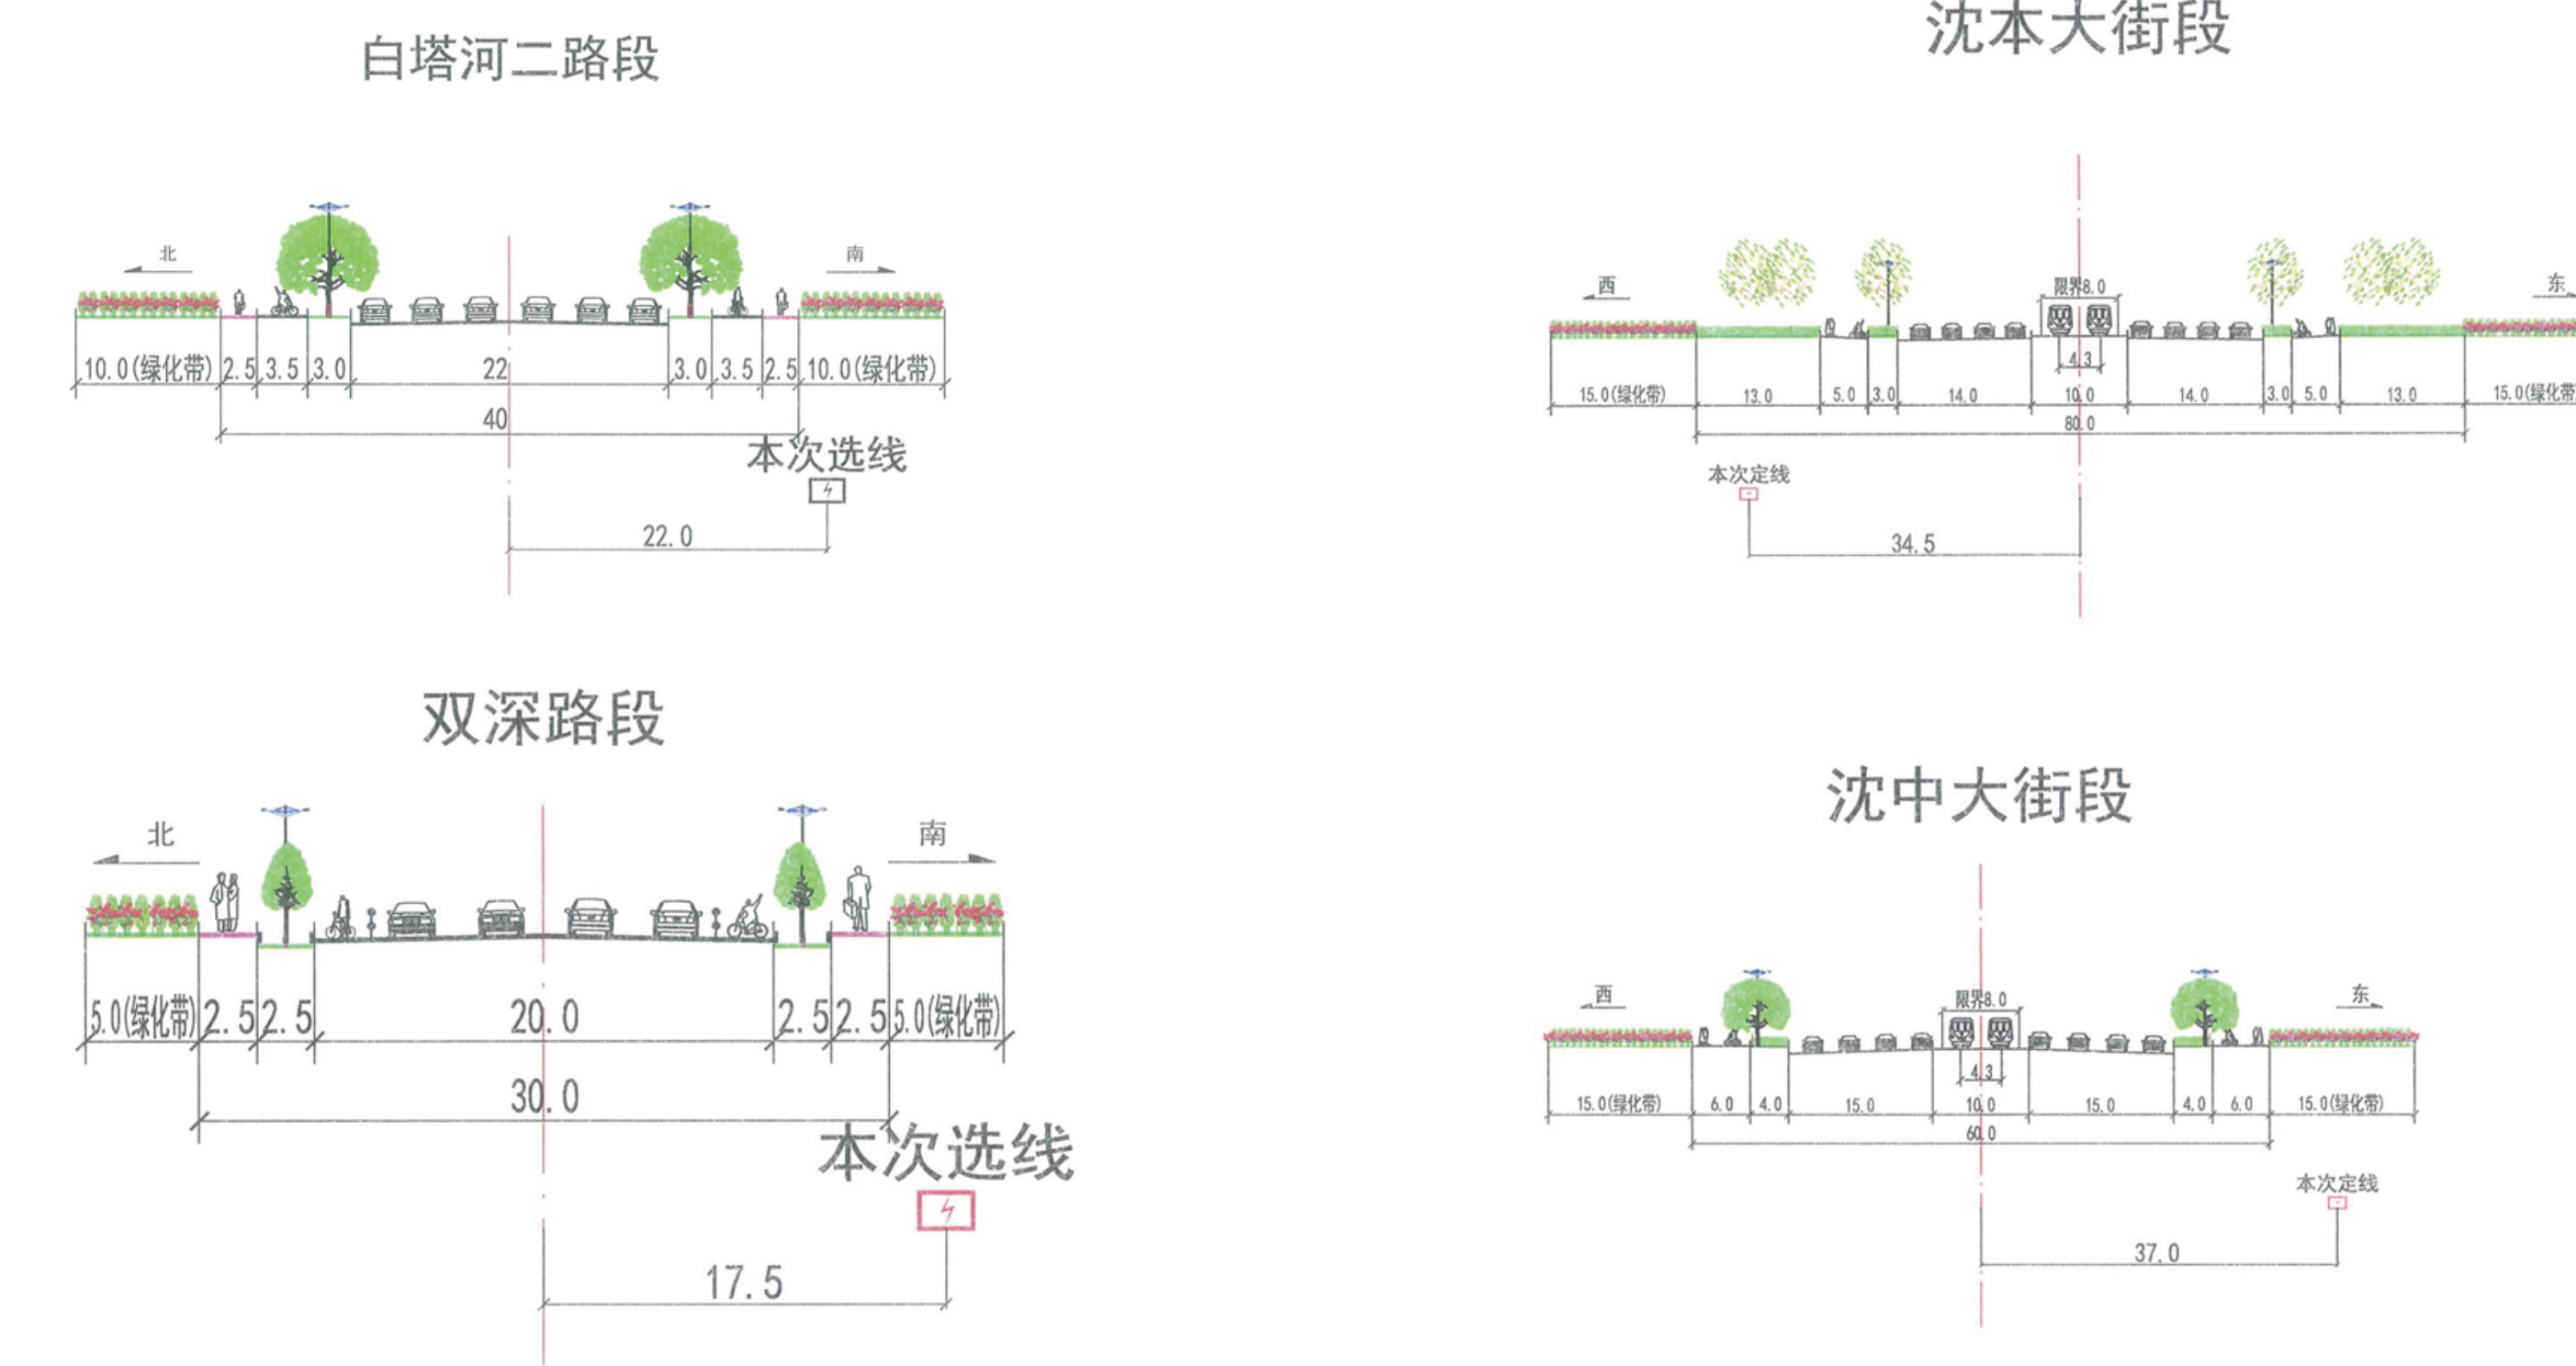 白塔河二路段
北
南
10.0(绿化带) 2.5 3.5 3.0 22 3.0 3.5 2.5 10.0(绿化带)
40
本次选线
22.0
沈本大街段
西
限界8.0
东
4.3
15.0(绿化带) 13.0 5.0 3.0 14.0 10.0 14.0 3.0 5.0 13.0 15.0(绿化带
80.0
本次定线
34.5
双深路段
北
南
5.0(绿化带) 2.5 2.5 20.0 2.5 2.5 5.0(绿化带)
30.0
本次选线
17.5
沈中大街段
西
限界8.0
东
4.3
15.0(绿化带) 6.0 4.0 15.0 10.0 15.0 4.0 6.0 15.0(绿化带)
60.0
本次定线
37.0